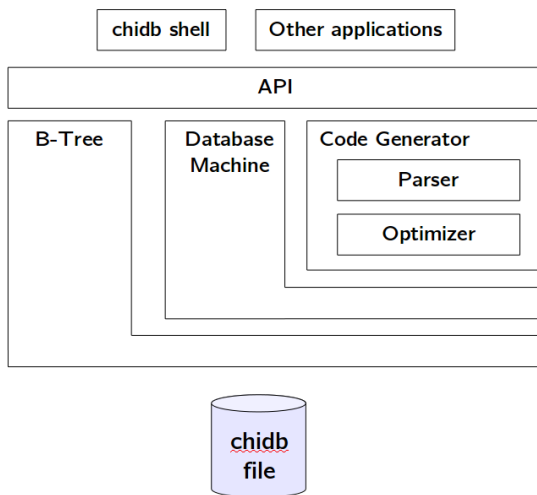 chidb shell
Other applications
API
B-Tree
Database
Machine
Code Generator
Parser
Optimizer
chidb
file